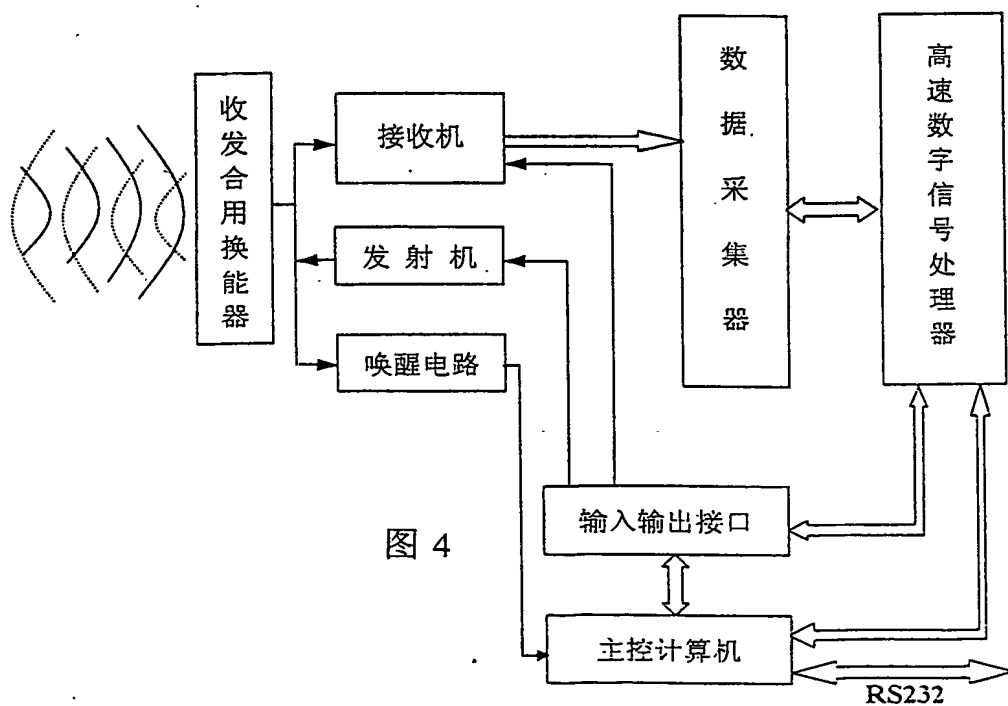 收发合用换能器
接收机
发 射 机
唤醒电路
数据采集器
高速数字信号处理器
输入输出接口
主控计算机
RS232
图 4